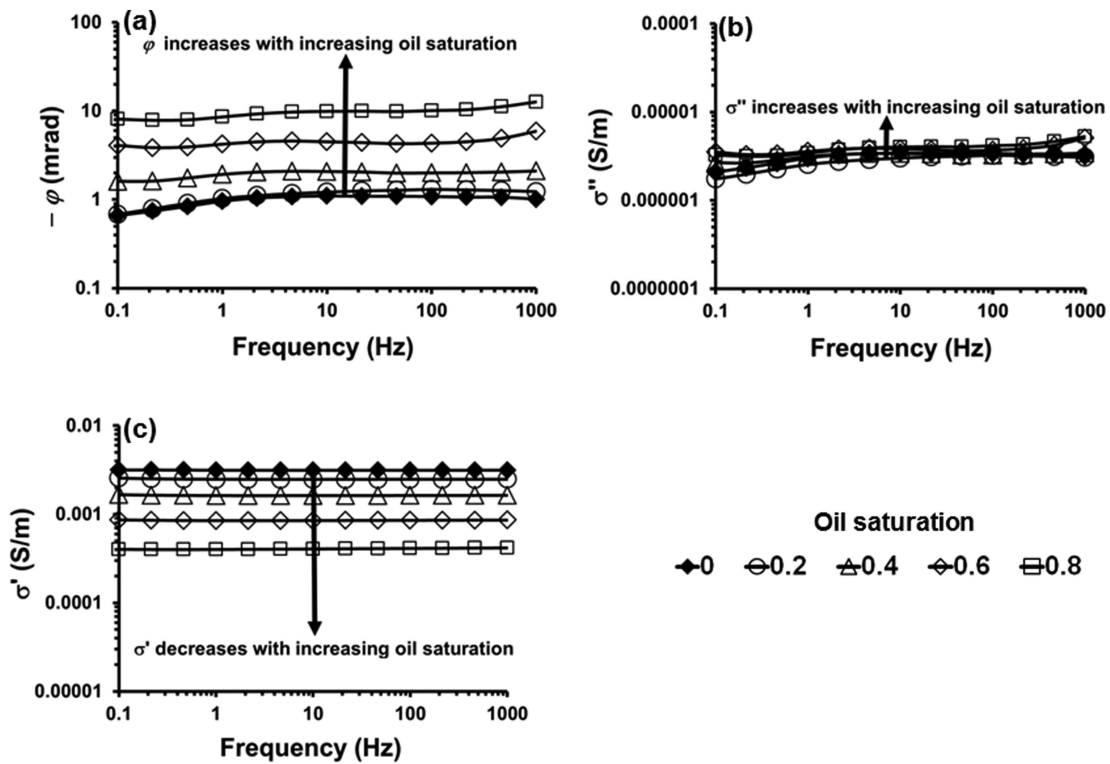 (a)
100
10
1
0.1
− φ (mrad)
φ increases with increasing oil saturation
0.1 1 10 100 1000
Frequency (Hz)
(b)
0.0001
0.00001
0.000001
0.0000001
σ'' (S/m)
σ'' increases with increasing oil saturation
0.1 1 10 100 1000
Frequency (Hz)
(c)
0.01
0.001
0.0001
0.00001
σ' (S/m)
σ' decreases with increasing oil saturation
0.1 1 10 100 1000
Frequency (Hz)
Oil saturation
0 0.2 0.4 0.6 0.8